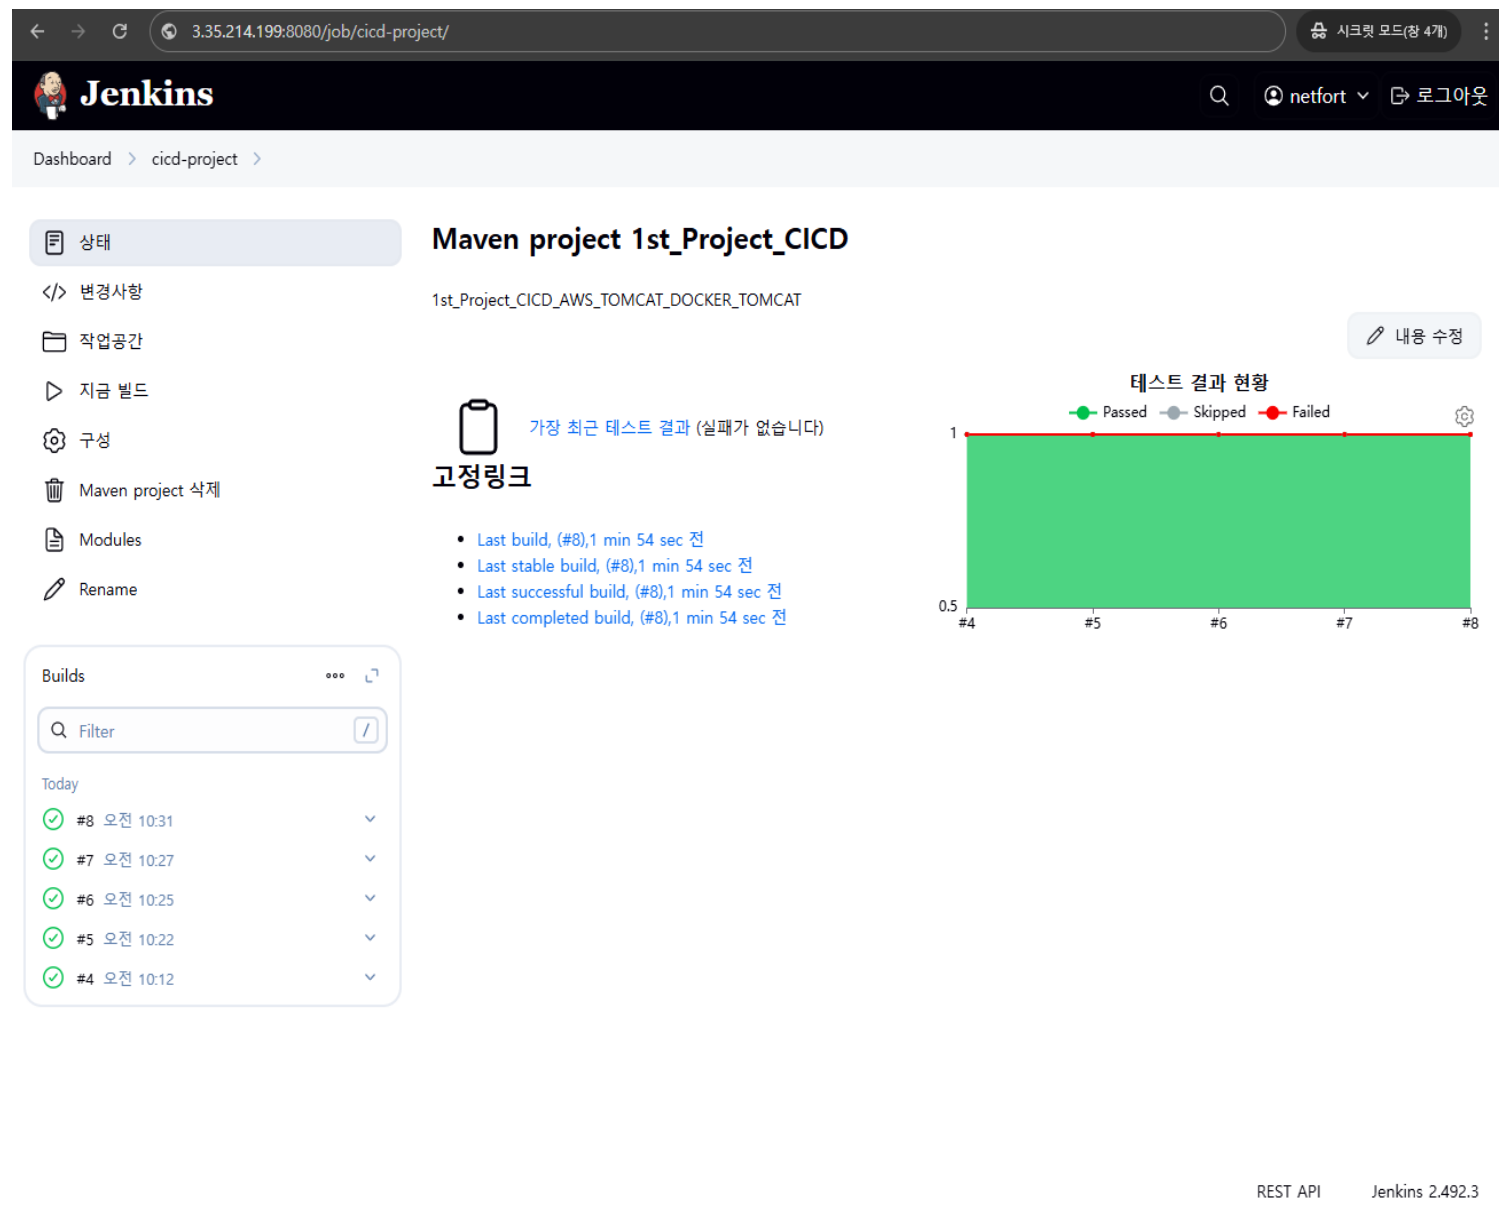 3.35.214.199:8080/job/cicd-project/
시크릿 모드(창 4개)
Jenkins
netfort
로그아웃
Dashboard
cicd-project
상태
변경사항
작업공간
지금 빌드
구성
Maven project 삭제
Modules
Rename
Builds
Filter
/
Today
#8 오전 10:31
#7 오전 10:27
#6 오전 10:25
#5 오전 10:22
#4 오전 10:12
Maven project 1st_Project_CICD
1st_Project_CICD_AWS_TOMCAT_DOCKER_TOMCAT
내용 수정
가장 최근 테스트 결과 (실패가 없습니다)
고정링크
Last build, (#8),1 min 54 sec 전
Last stable build, (#8),1 min 54 sec 전
Last successful build, (#8),1 min 54 sec 전
Last completed build, (#8),1 min 54 sec 전
테스트 결과 현황
Passed Skipped Failed
1
0.5
#4 #5 #6 #7 #8
REST API
Jenkins 2.492.3